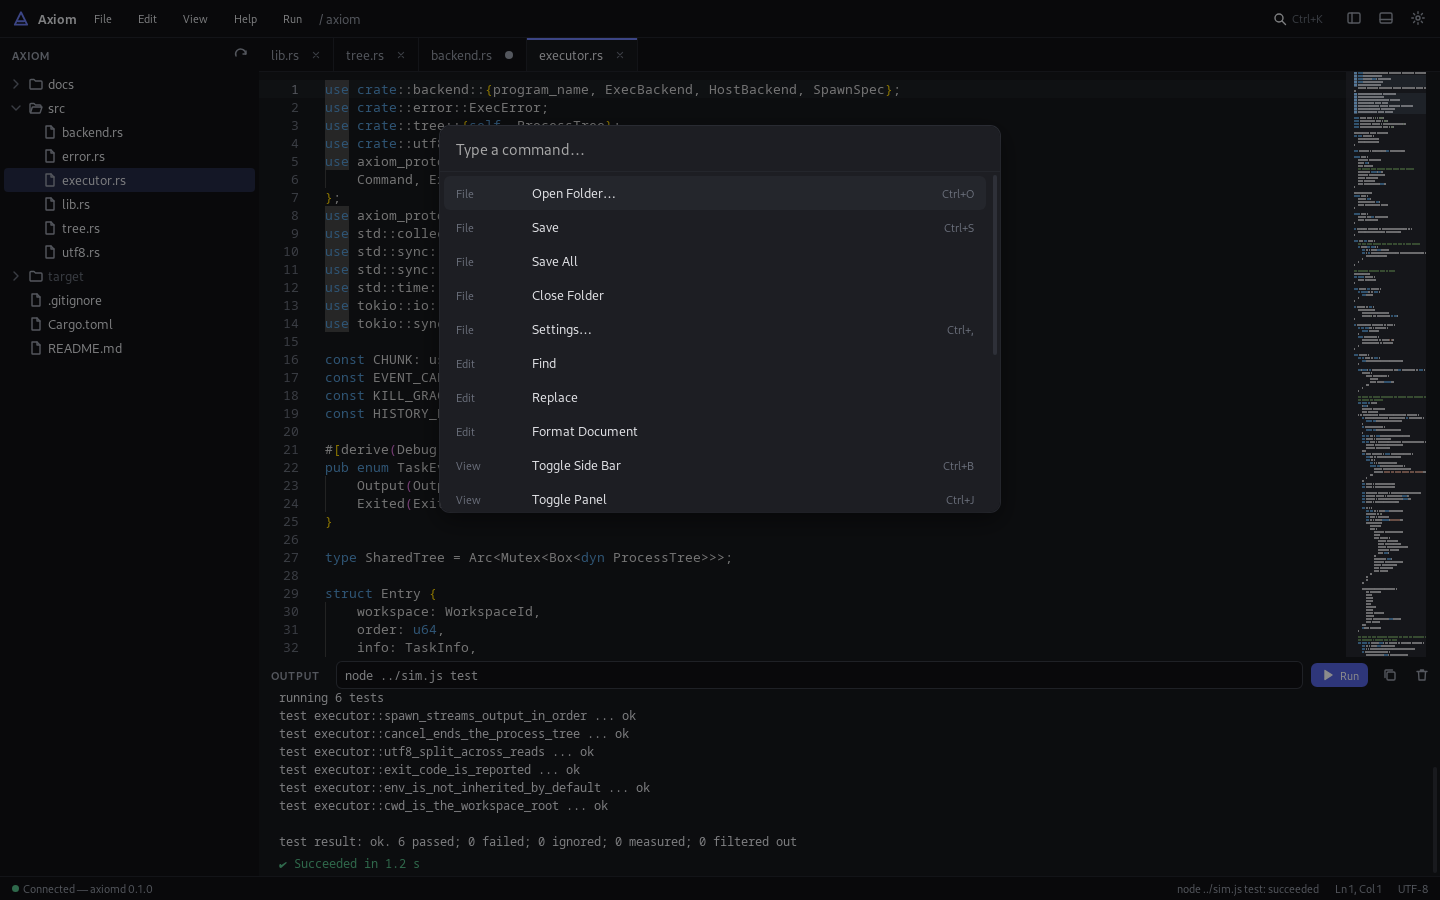 Axiom File Edit View Help Run / axiom Ctrl+K
AXIOM
docs
src
backend.rs
error.rs
executor.rs
lib.rs
tree.rs
utf8.rs
target
.gitignore
Cargo.toml
README.md
lib.rs tree.rs backend.rs executor.rs
1 use crate::backend::{program_name, ExecBackend, HostBackend, SpawnSpec};
2 use crate::error::ExecError;
3 use crate::tree::{self, ProcessTree};
4 use crate::utf8
5 use axiom_proto
6 Command, E
7 };
8 use axiom_proto
9 use std::collec
10 use std::sync:
11 use std::sync:
12 use std::time:
13 use tokio::io:
14 use tokio::syn
15
16 const CHUNK: u
17 const EVENT_CA
18 const KILL_GRA
19 const HISTORY_
20
21 #[derive(Debug
22 pub enum TaskEv
23 Output(Outp
24 Exited(Exi
25 }
26
27 type SharedTree = Arc<Mutex<Box<dyn ProcessTree>>>;
28
29 struct Entry {
30 workspace: WorkspaceId,
31 order: u64,
32 info: TaskInfo,
Type a command…
File Open Folder… Ctrl+O
File Save Ctrl+S
File Save All
File Close Folder
File Settings… Ctrl+,
Edit Find
Edit Replace
Edit Format Document
View Toggle Side Bar Ctrl+B
View Toggle Panel Ctrl+J
OUTPUT node ../sim.js test Run
running 6 tests
test executor::spawn_streams_output_in_order ... ok
test executor::cancel_ends_the_process_tree ... ok
test executor::utf8_split_across_reads ... ok
test executor::exit_code_is_reported ... ok
test executor::env_is_not_inherited_by_default ... ok
test executor::cwd_is_the_workspace_root ... ok
test result: ok. 6 passed; 0 failed; 0 ignored; 0 measured; 0 filtered out
✔ Succeeded in 1.2 s
Connected — axiomd 0.1.0 node ../sim.js test: succeeded Ln 1, Col 1 UTF-8